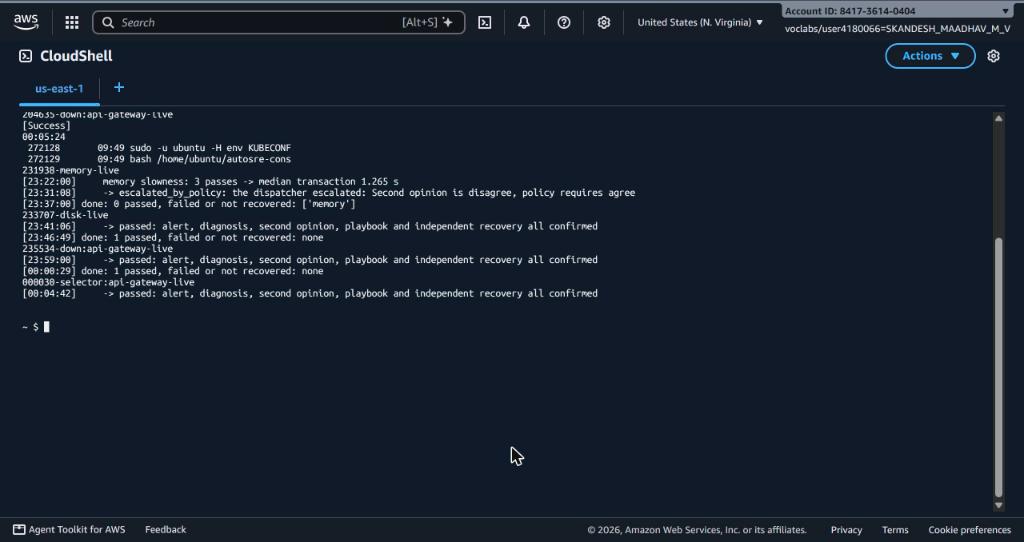 aws
Search
[Alt+S]
United States (N. Virginia)
Account ID: 8417-3614-0404
voclabs/user4180066=SKANDESH_MAADHAV_M_V
CloudShell
Actions
us-east-1
+
204635-down:api-gateway-live
[Success]
00:05:24
272128 09:49 sudo -u ubuntu -H env KUBECONF
272129 09:49 bash /home/ubuntu/autosre-cons
231938-memory-live
[23:22:00] memory slowness: 3 passes -> median transaction 1.265 s
[23:31:08] -> escalated_by_policy: the dispatcher escalated: Second opinion is disagree, policy requires agree
[23:37:00] done: 0 passed, failed or not recovered: ['memory']
233707-disk-live
[23:41:06] -> passed: alert, diagnosis, second opinion, playbook and independent recovery all confirmed
[23:46:49] done: 1 passed, failed or not recovered: none
235534-down:api-gateway-live
[23:59:00] -> passed: alert, diagnosis, second opinion, playbook and independent recovery all confirmed
[00:00:29] done: 1 passed, failed or not recovered: none
000030-selector:api-gateway-live
[00:04:42] -> passed: alert, diagnosis, second opinion, playbook and independent recovery all confirmed
~ $
Agent Toolkit for AWS
Feedback
© 2026, Amazon Web Services, Inc. or its affiliates.
Privacy
Terms
Cookie preferences